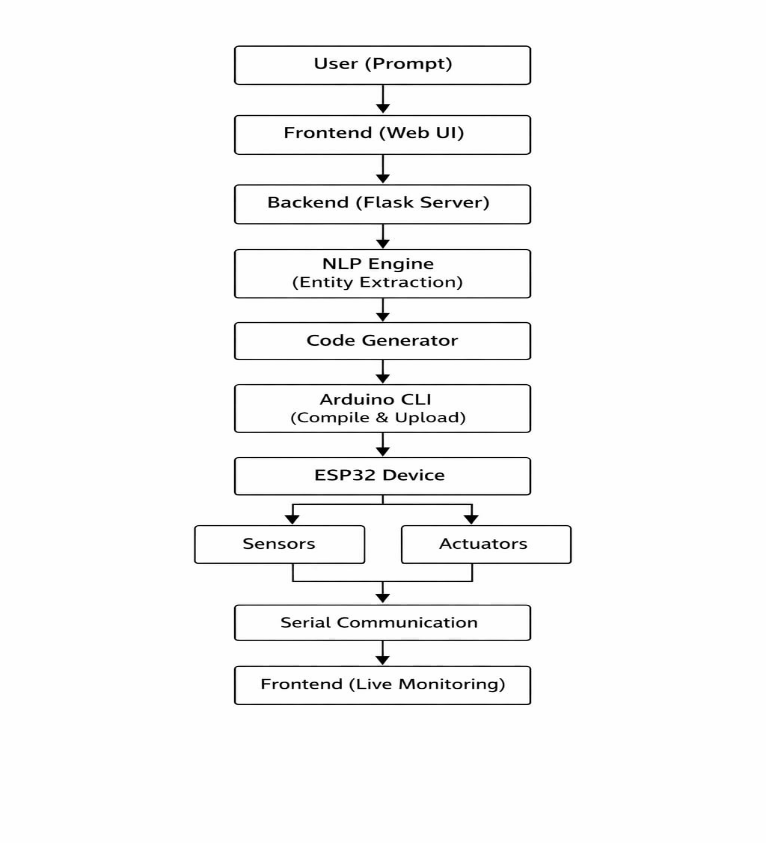 User (Prompt)
Frontend (Web UI)
Backend (Flask Server)
NLP Engine
(Entity Extraction)
Code Generator
Arduino CLI
(Compile & Upload)
ESP32 Device
Sensors
Actuators
Serial Communication
Frontend (Live Monitoring)